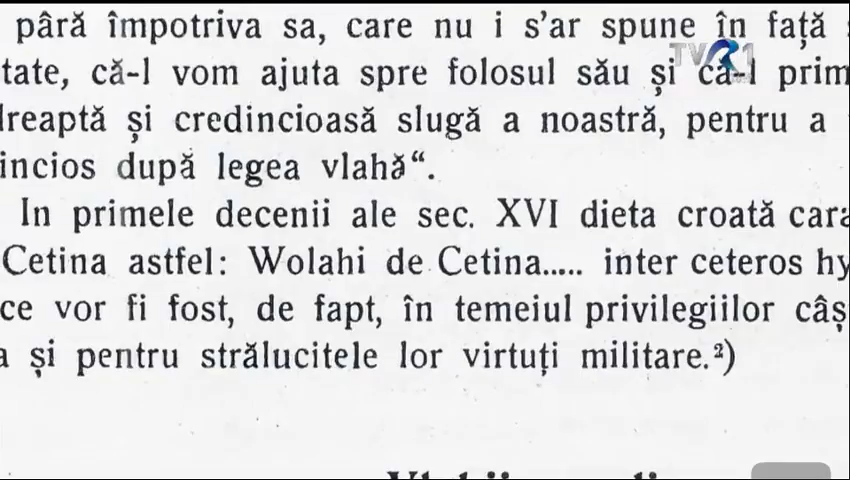 pâră împotriva sa, care nu i s'ar spune în față
tate, că-l vom ajuta spre folosul său și că-l prim
dreaptă și credincioasă slugă a noastră, pentru a
incios după legea vlahă“.
In primele decenii ale sec. XVI dieta croată cara
Cetina astfel: Wolahi de Cetina..... inter ceteros hy
ce vor fi fost, de fapt, în temeiul privilegiilor câș
a și pentru strălucitele lor virtuți militare.²)
TVR1